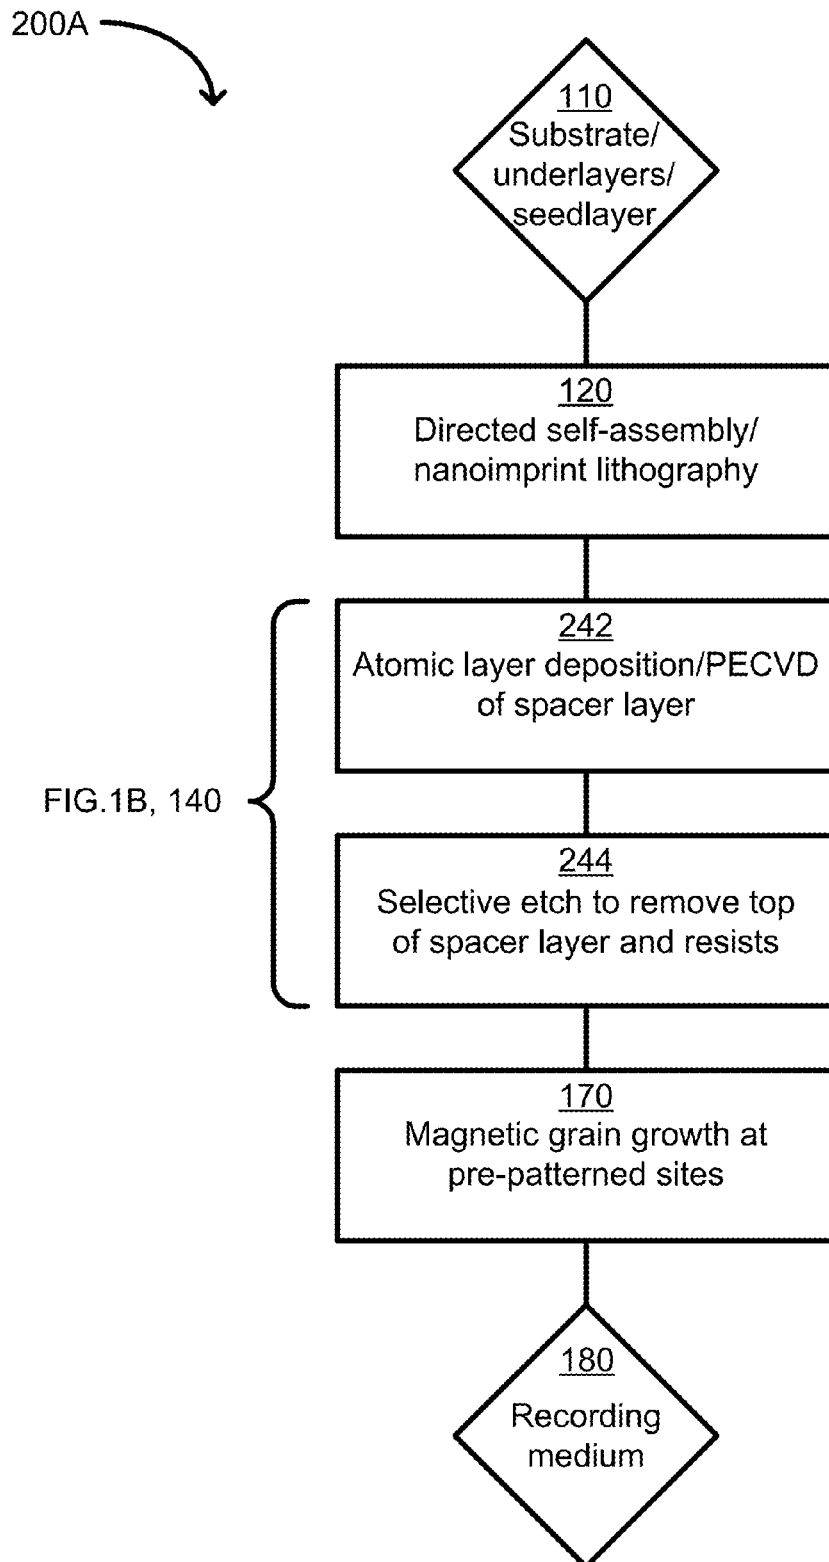 200A
110
Substrate/
underlayers/
seedlayer
120
Directed self-assembly/
nanoimprint lithography
242
Atomic layer deposition/PECVD
of spacer layer
FIG.1B, 140
244
Selective etch to remove top
of spacer layer and resists
170
Magnetic grain growth at
pre-patterned sites
180
Recording
medium